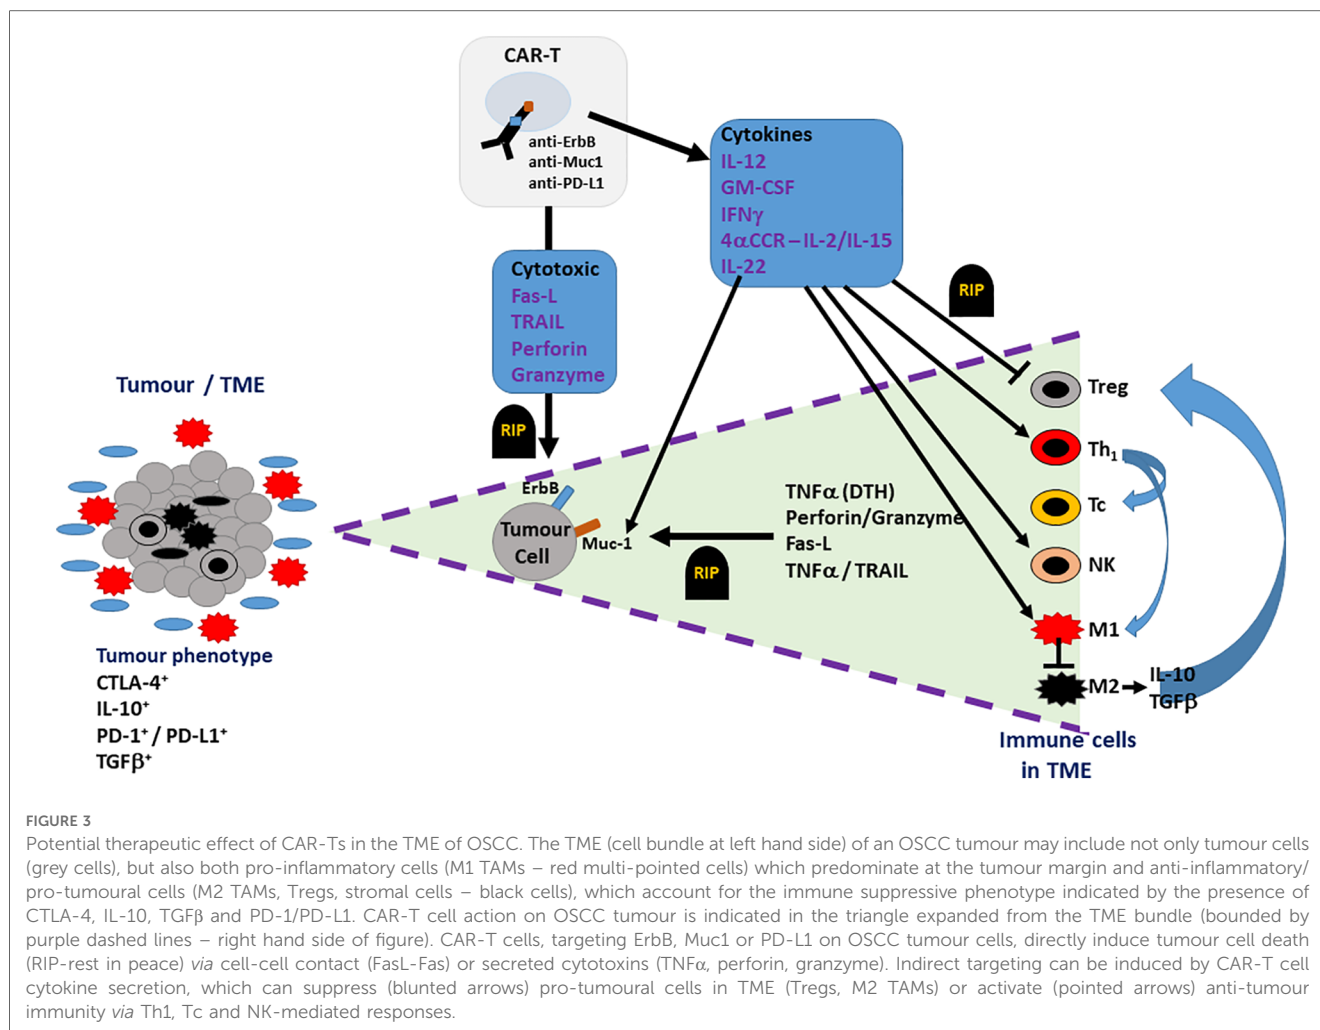 CAR-T
anti-ErbB
anti-Muc1
anti-PD-L1
Cytokines
IL-12
GM-CSF
IFNγ
4αCCR – IL-2/IL-15
IL-22
Cytotoxic
Fas-L
TRAIL
Perforin
Granzyme
RIP
RIP
Tumour / TME
Treg
Th1
Tc
NK
M1
M2
IL-10
TGFβ
ErbB
Tumour
Cell
Muc-1
TNFα (DTH)
Perforin/Granzyme
Fas-L
TNFα / TRAIL
RIP
Tumour phenotype
CTLA-4⁺
IL-10⁺
PD-1⁺ / PD-L1⁺
TGFβ⁺
Immune cells
in TME
FIGURE 3
Potential therapeutic effect of CAR-Ts in the TME of OSCC. The TME (cell bundle at left hand side) of an OSCC tumour may include not only tumour cells
(grey cells), but also both pro-inflammatory cells (M1 TAMs – red multi-pointed cells) which predominate at the tumour margin and anti-inflammatory/
pro-tumoural cells (M2 TAMs, Tregs, stromal cells – black cells), which account for the immune suppressive phenotype indicated by the presence of
CTLA-4, IL-10, TGFβ and PD-1/PD-L1. CAR-T cell action on OSCC tumour is indicated in the triangle expanded from the TME bundle (bounded by
purple dashed lines – right hand side of figure). CAR-T cells, targeting ErbB, Muc1 or PD-L1 on OSCC tumour cells, directly induce tumour cell death
(RIP-rest in peace) via cell-cell contact (FasL-Fas) or secreted cytotoxins (TNFα, perforin, granzyme). Indirect targeting can be induced by CAR-T cell
cytokine secretion, which can suppress (blunted arrows) pro-tumoural cells in TME (Tregs, M2 TAMs) or activate (pointed arrows) anti-tumour
immunity via Th1, Tc and NK-mediated responses.